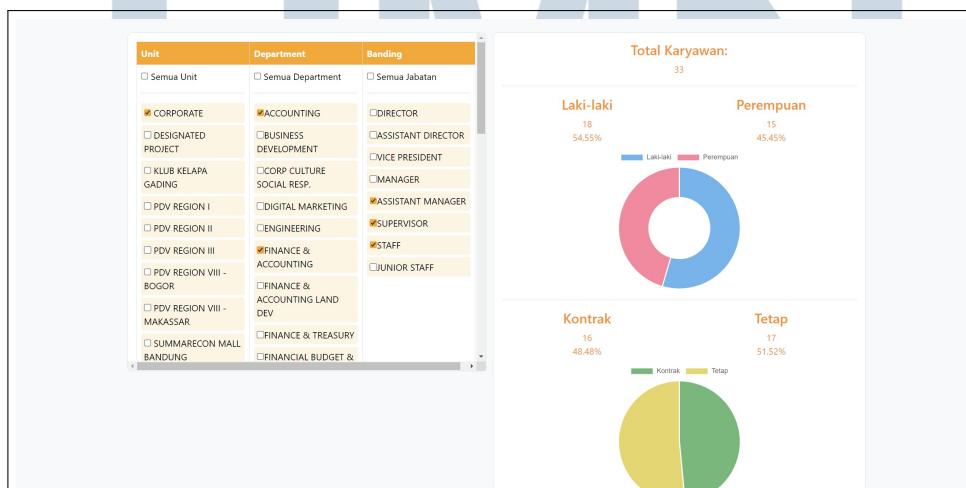 Unit
Department
Banding
Semua Unit
Semua Department
Semua Jabatan
CORPORATE
DESIGNATED
PROJECT
KLUB KELAPA
GADING
PDV REGION I
PDV REGION II
PDV REGION III
PDV REGION VIII -
BOGOR
PDV REGION VIII -
MAKASSAR
SUMMARECON MALL
BANDUNG
ACCOUNTING
BUSINESS
DEVELOPMENT
CORP CULTURE
SOCIAL RESP.
DIGITAL MARKETING
ENGINEERING
FINANCE &
ACCOUNTING
FINANCE &
ACCOUNTING LAND
DEV
FINANCE & TREASURY
FINANCIAL BUDGET &
DIRECTOR
ASSISTANT DIRECTOR
VICE PRESIDENT
MANAGER
ASSISTANT MANAGER
SUPERVISOR
STAFF
JUNIOR STAFF
Total Karyawan:
33
Laki-laki
18
54.55%
Perempuan
15
45.45%
Laki-laki
Perempuan
Kontrak
16
48.48%
Tetap
17
51.52%
Kontrak
Tetap